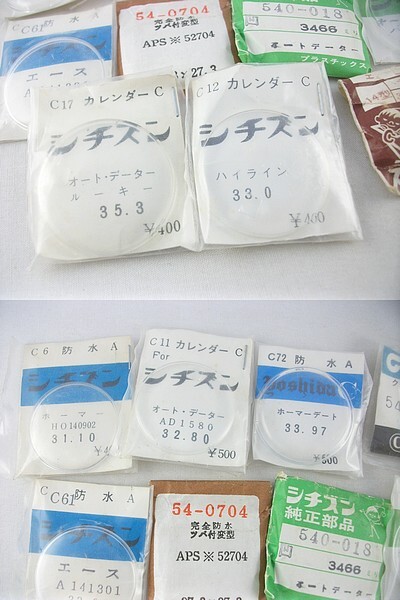 C61 防水 A
エース
54-0704
完全防水
ツバ付変型
APS※52704
27.3
540-018
3466
オートデーター
プラスチックス
C17 カレンダー C
シチズン
オート・データー
ルーキー
35.3
¥400
C12 カレンダー C
シチズン
ハイライン
33.0
¥400
C6 防水 A
シチズン
ホーマー
HO140902
31.10
C11 カレンダー C
For
シチズン
オート・データー
AD1580
32.80
¥500
C72 防水 A
Yoshida
ホーマーデート
33.97
¥500
C61 防水 A
エース
A141301
54-0704
完全防水
ツバ付変型
APS※52704
シチズン
純正部品
540-018
3466
オートデーター